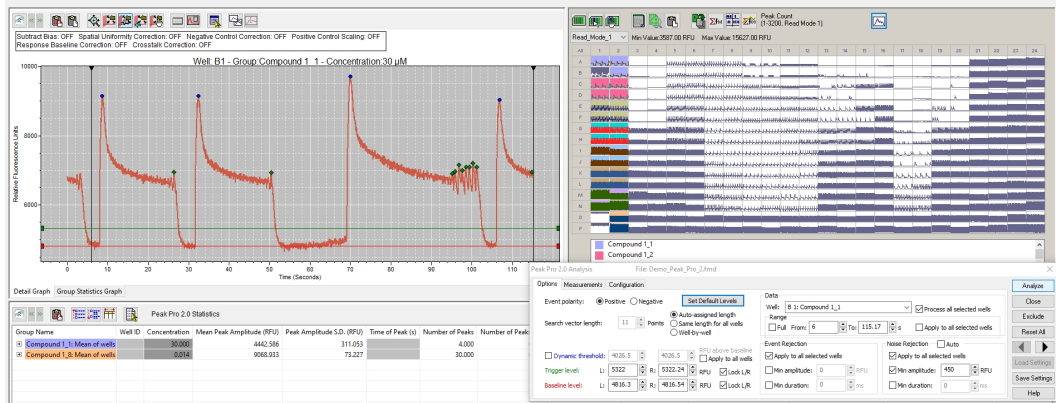 Subtract Bias: OFF Spatial Uniformity Correction: OFF Negative Control Correction: OFF Positive Control Scaling: OFF
Response Baseline Correction: OFF Crosstalk Correction: OFF
Well: B1 - Group:Compound 1_1 - Concentration:30 µM
Relative Fluorescence Units
10000
8000
6000
0 10 20 30 40 50 60 70 80 90 100 110
Time (Seconds)
Detail Graph Group Statistics Graph
Peak Pro 2.0 Statistics
Group Name Well ID Concentration Mean Peak Amplitude (RFU) Peak Amplitude S.D. (RFU) Time of Peak (s) Number of Peaks Number of Peaks
Compound 1_1: Mean of wells 30.000 4442.586 311.053 4.000
Compound 1_8: Mean of wells 0.014 9068.933 73.227 30.000
Peak Count
(1-3200, Read Mode 1)
Read_Mode_1 Min Value:3587.00 RFU Max Value:15627.00 RFU
All 1 2 3 4 5 6 7 8 9 10 11 12 13 14 15 16 17 18 19 20 21 22 23 24
A
B
C
D
E
F
G
H
I
J
K
L
M
N
O
P
Compound 1_1
Compound 1_2
Peak Pro 2.0 Analysis File: Demo_Peak_Pro_2.fmd
Options Measurements Configuration
Event polarity: Positive Negative Set Default Levels
Search vector length: 11 Points
Auto-assigned length
Same length for all wells
Well-by-well
Dynamic threshold: 4026.5 4026.5 RFU above baseline
Apply to all wells
Trigger level: L: 5322 R: 5322.24 RFU Lock L/R
Baseline level: L: 4816.3 R: 4816.54 RFU Lock L/R
Data
Well: B 1: Compound 1_1 Process all selected wells
Range
Full From: 6 To: 115.17 s Apply to all selected wells
Event Rejection
Apply to all selected wells
Min amplitude: 0 RFU
Min duration: 0 ms
Noise Rejection Auto
Apply to all selected wells
Min amplitude: 450 RFU
Min duration: 0 ms
Analyze
Close
Exclude
Reset All
Load Settings
Save Settings
Help